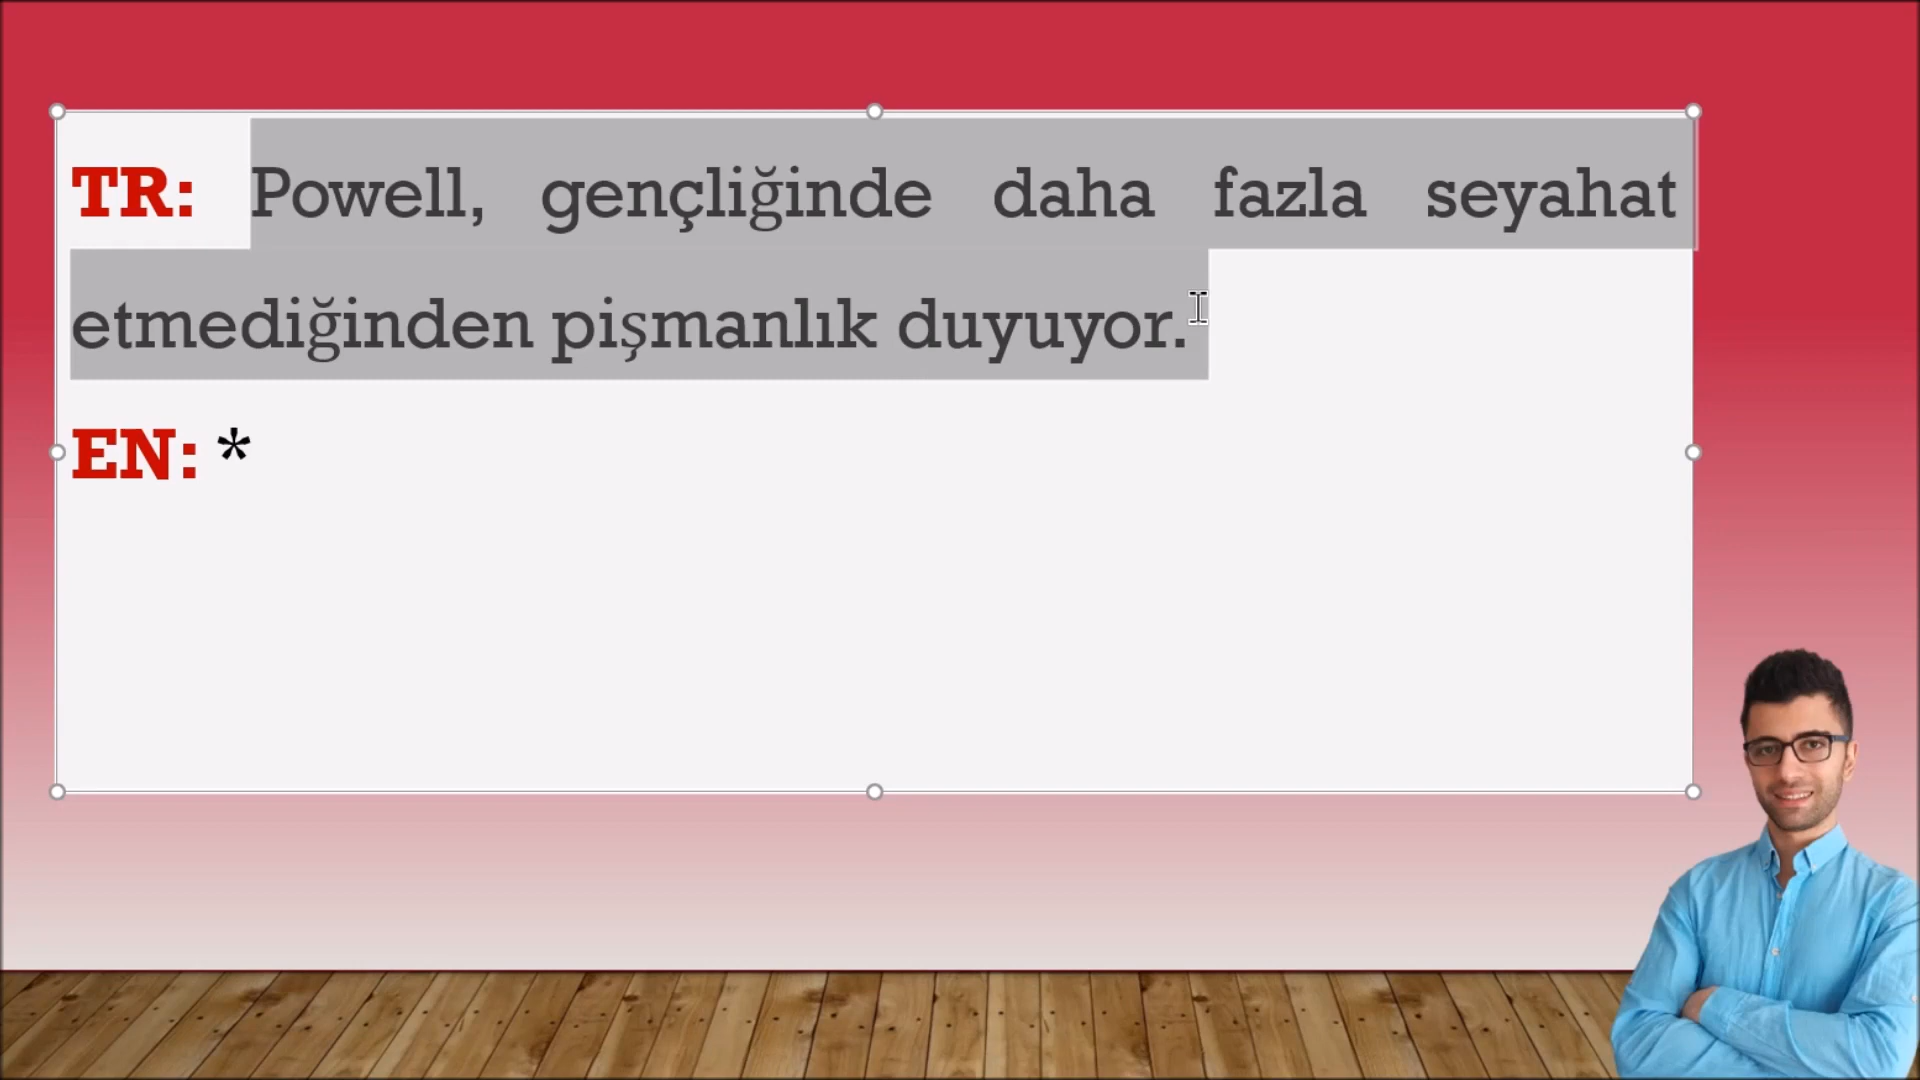 TR: Powell, gençliğinde daha fazla seyahat
etmediğinden pişmanlık duyuyor.
EN: *